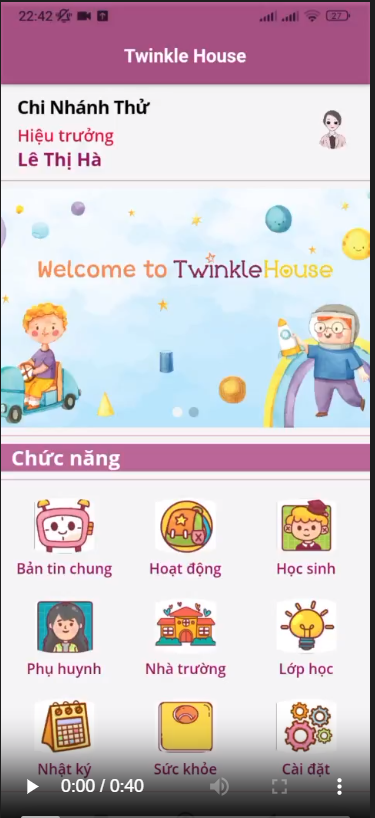 22:42
27
Twinkle House
Chi Nhánh Thử
Hiệu trưởng
Lê Thị Hà
Welcome to TwinkleHouse
Chức năng
Bản tin chung
Hoạt động
Học sinh
Phụ huynh
Nhà trường
Lớp học
Nhật ký
Sức khỏe
Cài đặt
0:00 / 0:40